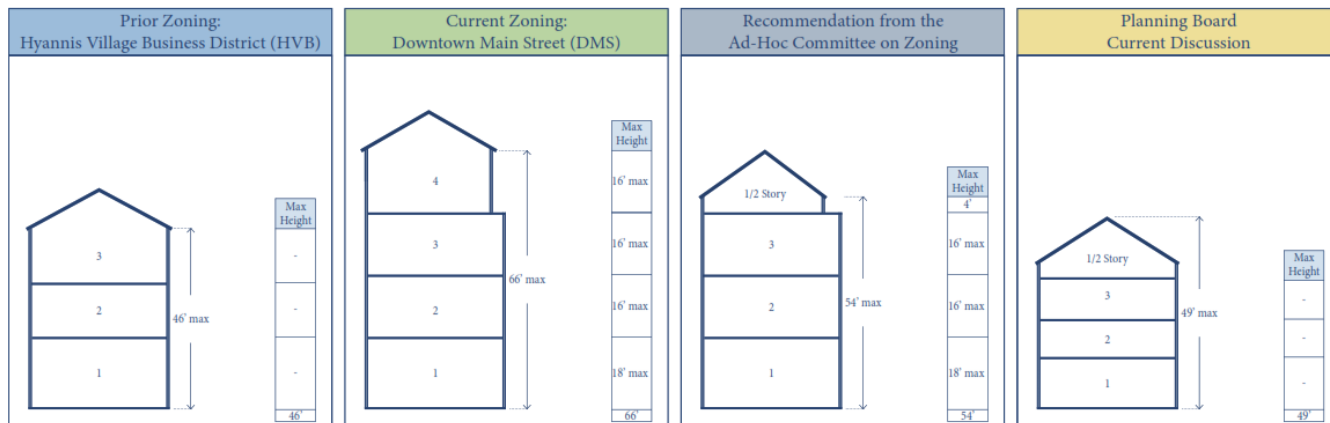 Prior Zoning:
Hyannis Village Business District (HVB)
Max
Height
3
-
2
-
46' max
1
-
46'
Current Zoning:
Downtown Main Street (DMS)
Max
Height
4
16' max
3
16' max
66' max
2
16' max
1
18' max
66'
Recommendation from the
Ad-Hoc Committee on Zoning
Max
Height
1/2 Story
4'
3
16' max
54' max
2
16' max
1
18' max
54'
Planning Board
Current Discussion
Max
Height
1/2 Story
3
-
49' max
2
-
1
-
49'